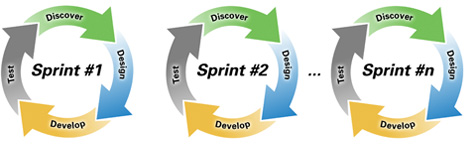 Discover
Design
Develop
Test
Sprint #1
Discover
Design
Develop
Test
Sprint #2
...
Discover
Design
Develop
Test
Sprint #n